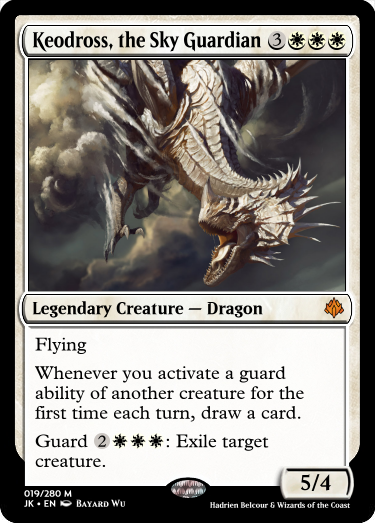 Keodross, the Sky Guardian 3
Legendary Creature — Dragon
Flying
Whenever you activate a guard
ability of another creature for the
first time each turn, draw a card.
Guard 2: Exile target
creature.
5/4
019/280 M
JK • EN Bayard Wu
Hadrien Belcour & Wizards of the Coast